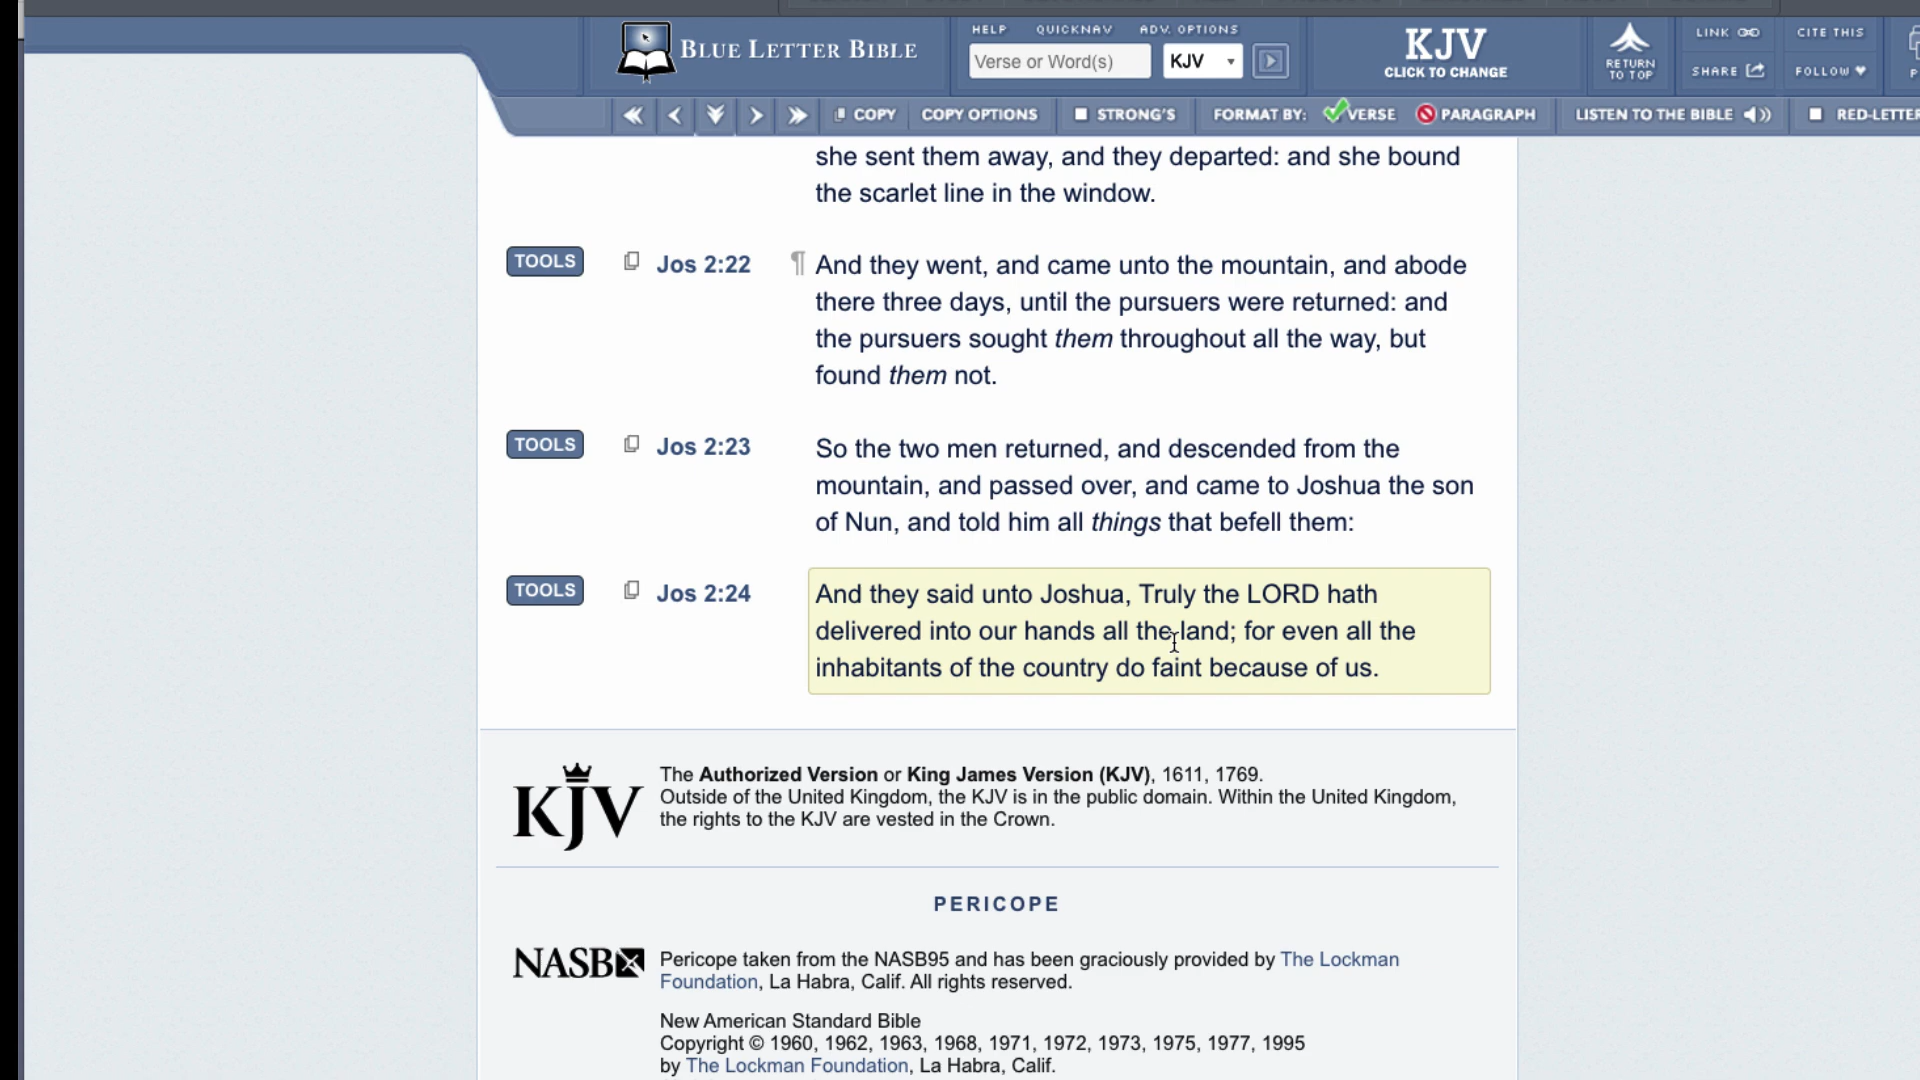 HELP QUICKNAV ADV. OPTIONS
BLUE LETTER BIBLE
Verse or Word(s)
KJV
KJV
CLICK TO CHANGE
RETURN
TO TOP
LINK
CITE THIS
SHARE
FOLLOW
COPY COPY OPTIONS STRONG'S FORMAT BY: VERSE PARAGRAPH LISTEN TO THE BIBLE RED-LETTER
she sent them away, and they departed: and she bound
the scarlet line in the window.
TOOLS Jos 2:22 ¶ And they went, and came unto the mountain, and abode
there three days, until the pursuers were returned: and
the pursuers sought them throughout all the way, but
found them not.
TOOLS Jos 2:23 So the two men returned, and descended from the
mountain, and passed over, and came to Joshua the son
of Nun, and told him all things that befell them:
TOOLS Jos 2:24 And they said unto Joshua, Truly the LORD hath
delivered into our hands all the land; for even all the
inhabitants of the country do faint because of us.
KJV
The Authorized Version or King James Version (KJV), 1611, 1769.
Outside of the United Kingdom, the KJV is in the public domain. Within the United Kingdom,
the rights to the KJV are vested in the Crown.
PERICOPE
NASB
Pericope taken from the NASB95 and has been graciously provided by The Lockman
Foundation, La Habra, Calif. All rights reserved.
New American Standard Bible
Copyright © 1960, 1962, 1963, 1968, 1971, 1972, 1973, 1975, 1977, 1995
by The Lockman Foundation, La Habra, Calif.